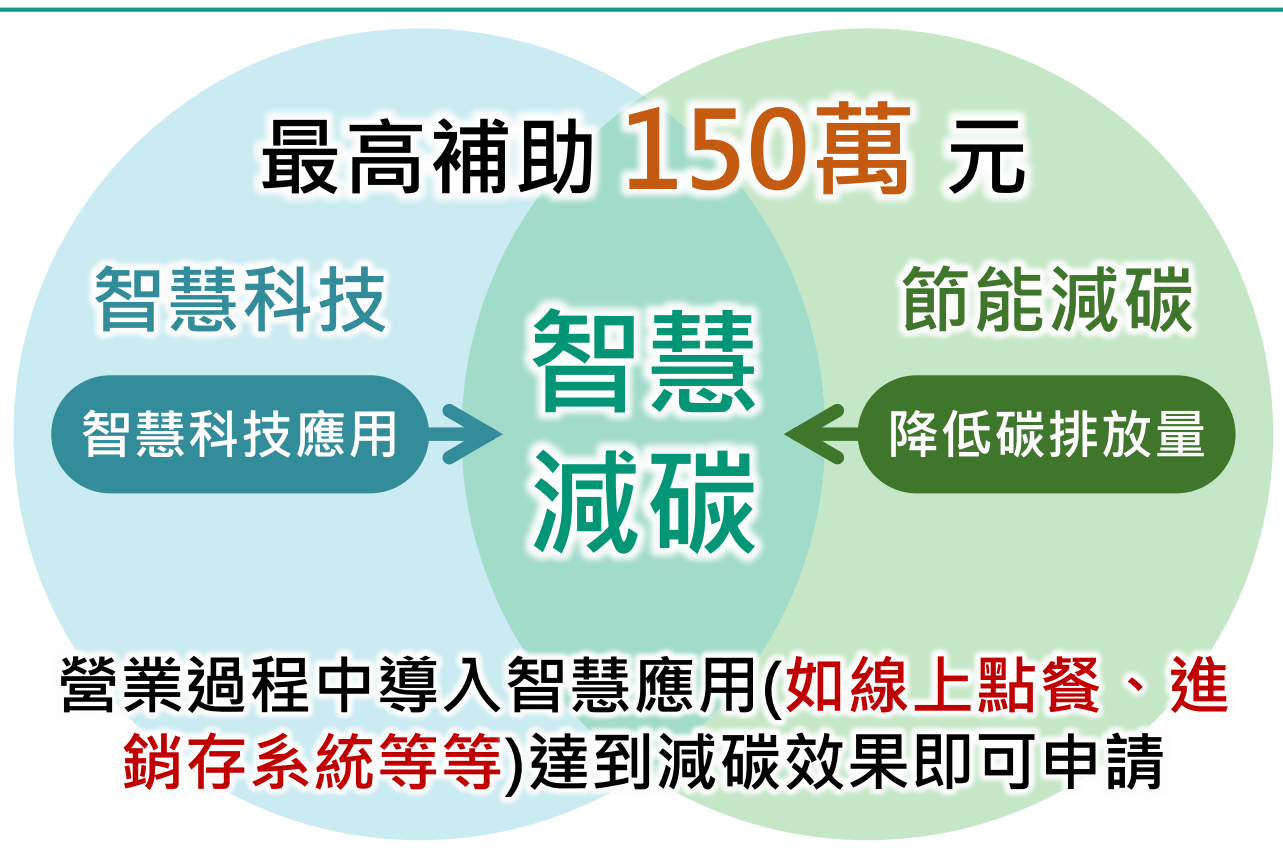 最高補助 150萬 元
智慧科技
節能減碳
智慧
減碳
智慧科技應用
降低碳排放量
營業過程中導入智慧應用(如線上點餐、進
銷存系統等等)達到減碳效果即可申請